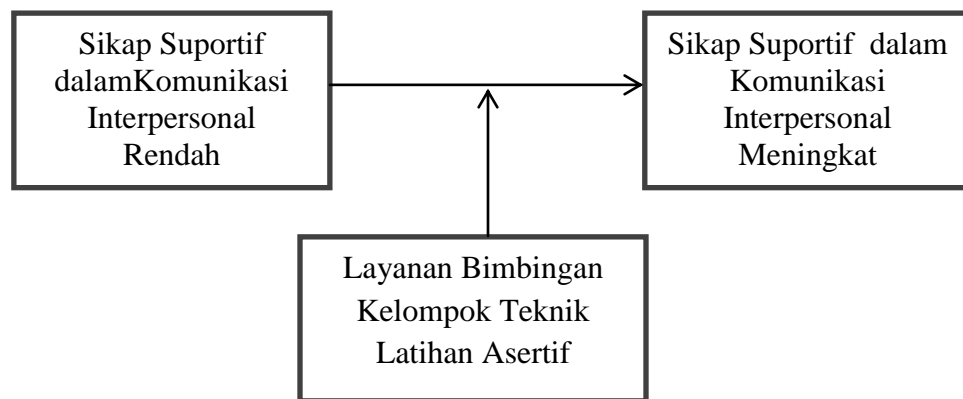 Sikap Suportif
dalamKomunikasi
Interpersonal
Rendah
Sikap Suportif dalam
Komunikasi
Interpersonal
Meningkat
Layanan Bimbingan
Kelompok Teknik
Latihan Asertif